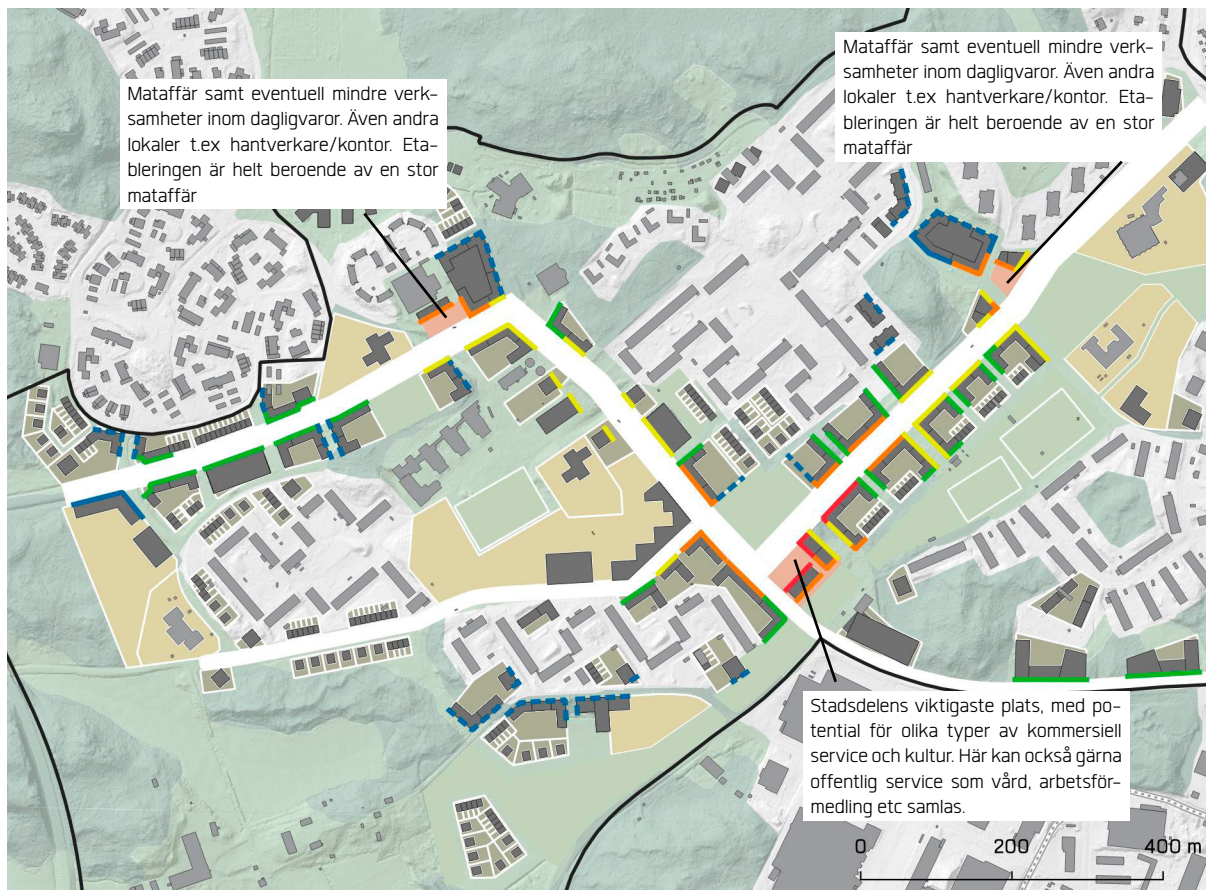 Mataffär samt eventuell mindre verk-
samheter inom dagligvaror. Även andra
lokaler t.ex hantverkare/kontor. Eta-
bleringen är helt beroende av en stor
mataffär
Mataffär samt eventuell mindre verk-
samheter inom dagligvaror. Även andra
lokaler t.ex hantverkare/kontor. Eta-
bleringen är helt beroende av en stor
mataffär
Stadsdelens viktigaste plats, med po-
tential för olika typer av kommersiell
service och kultur. Här kan också gärna
offentlig service som vård, arbetsför-
medling etc samlas.
0 200 400 m